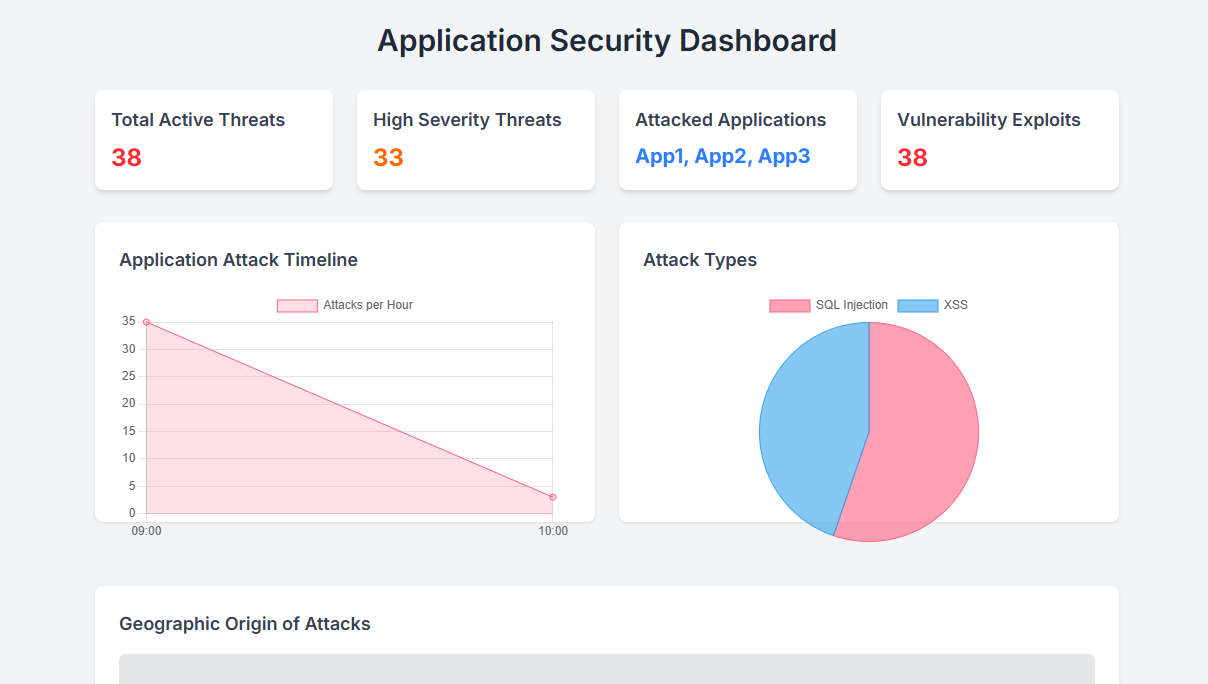 Application Security Dashboard
Total Active Threats
38
High Severity Threats
33
Attacked Applications
App1, App2, App3
Vulnerability Exploits
38
Application Attack Timeline
Attacks per Hour
35
30
25
20
15
10
5
0
09:00
10:00
Attack Types
SQL Injection
XSS
Geographic Origin of Attacks